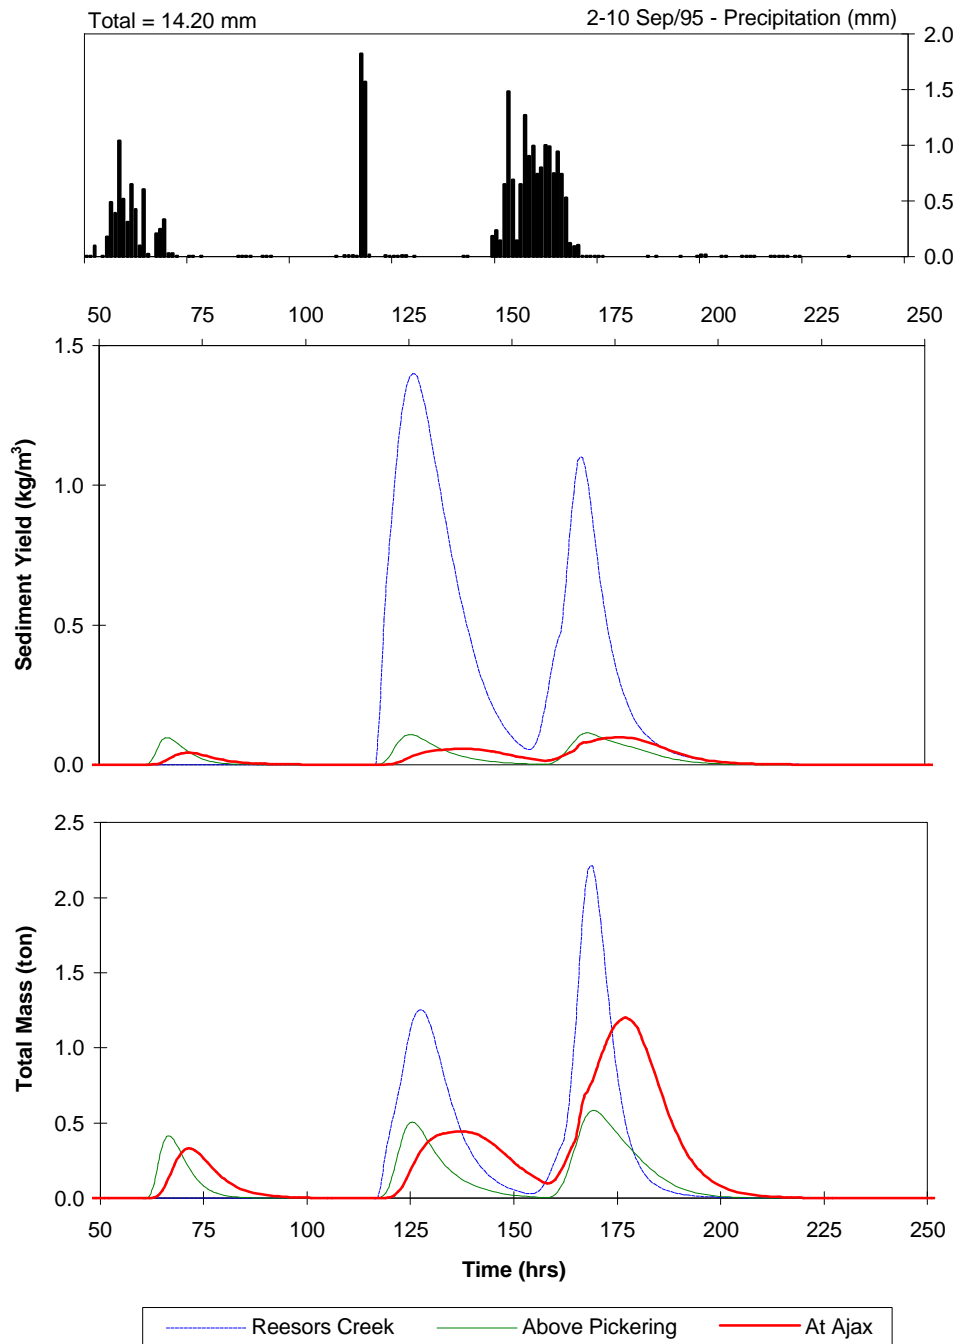 Total = 14.20 mm 2-10 Sep/95 - Precipitation (mm)
2.0
1.5
1.0
0.5
0.0
50 75 100 125 150 175 200 225 250
1.5
1.0
0.5
0.0
Sediment Yield (kg/m³)
2.5
2.0
1.5
1.0
0.5
0.0
Total Mass (ton)
50 75 100 125 150 175 200 225 250
Time (hrs)
Reesors Creek Above Pickering At Ajax